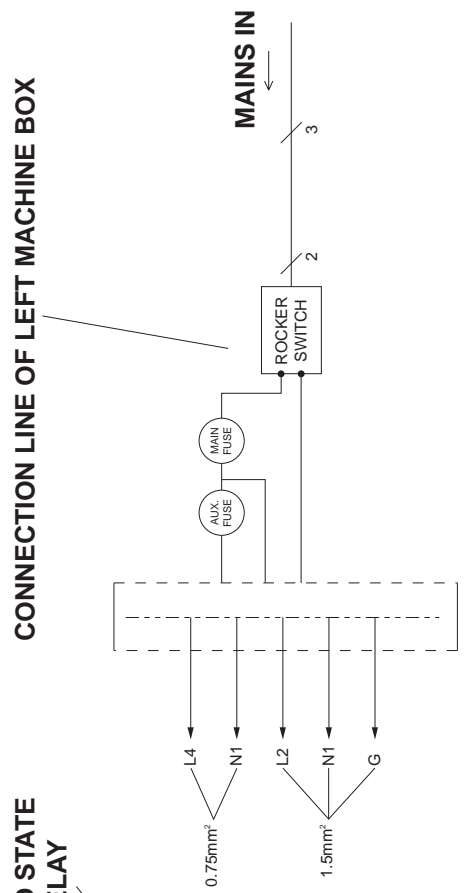 CONNECTION LINE OF LEFT MACHINE BOX
MAINS IN
3
2
ROCKER
SWITCH
MAIN
FUSE
AUX.
FUSE
L4
N1
L2
N1
G
0.75mm²
1.5mm²
STATE